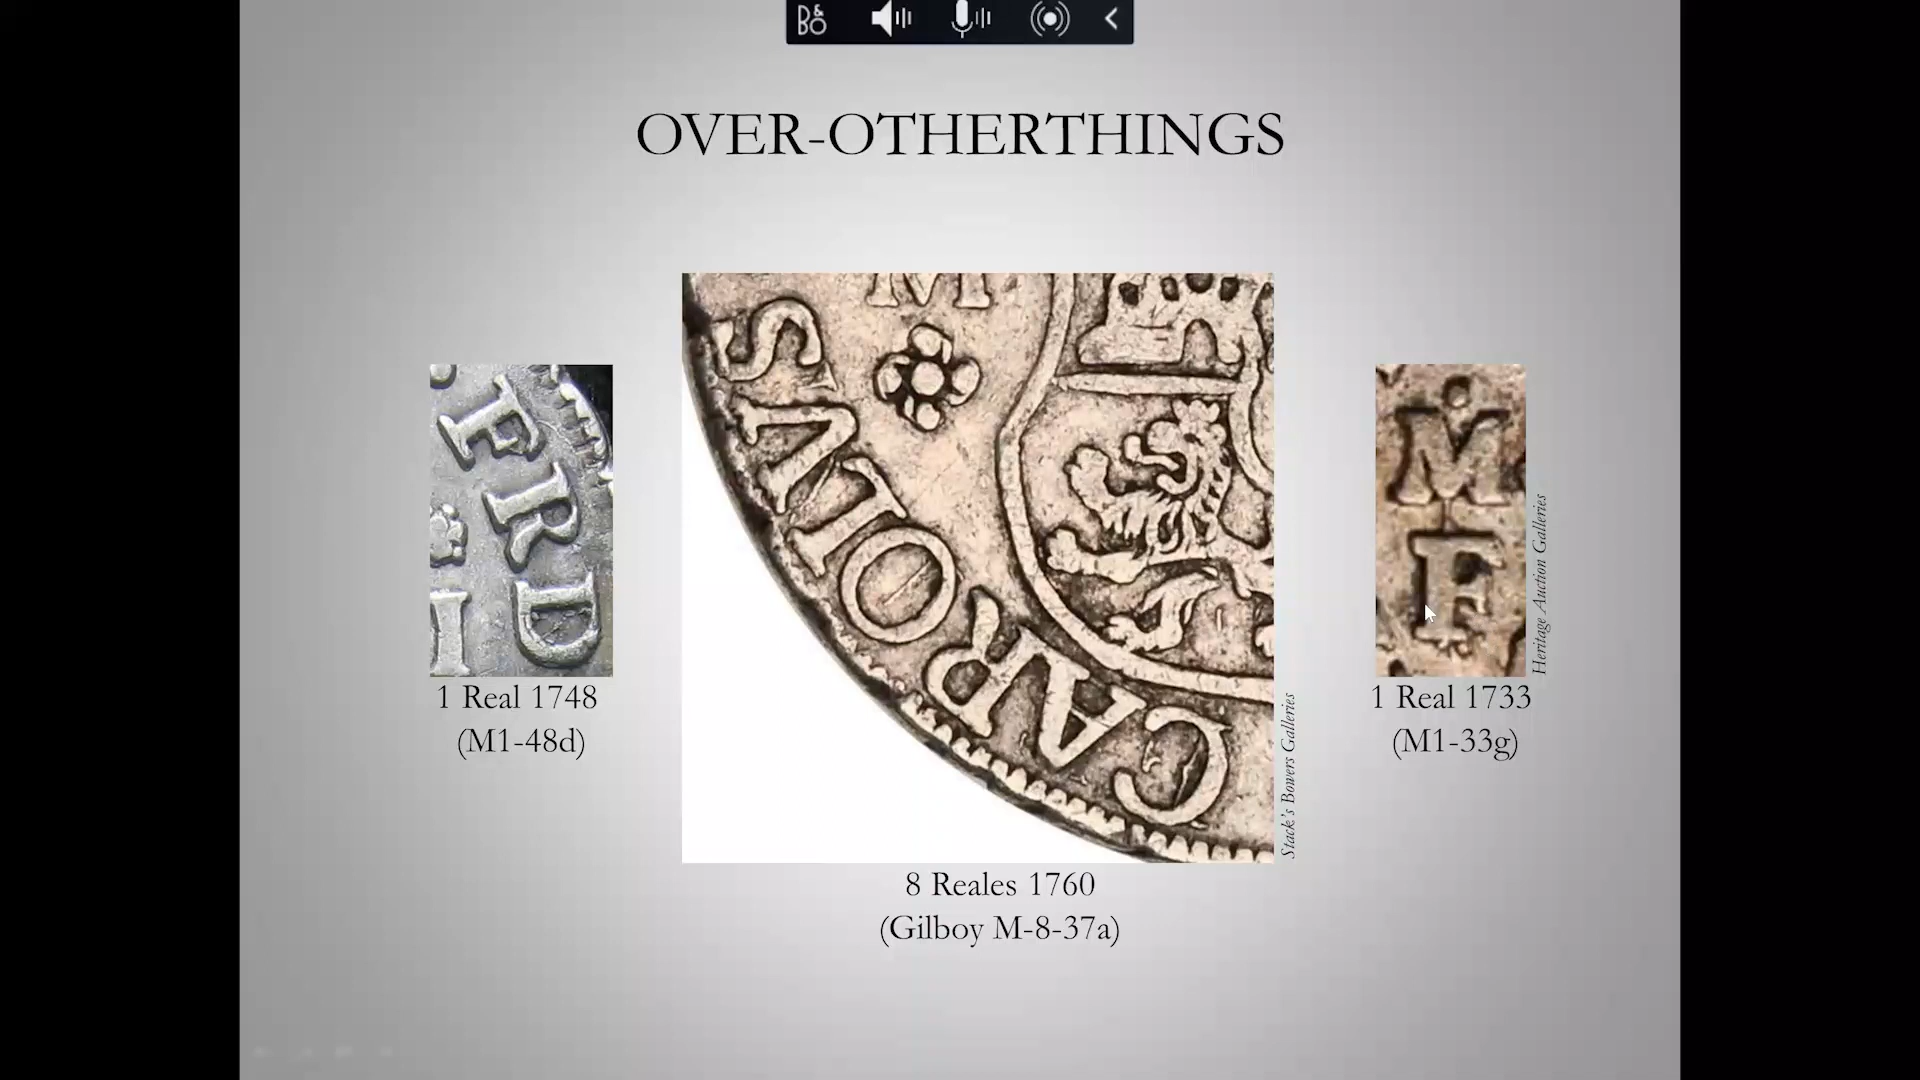 B&O
OVER-OTHERTHINGS
FRD
I
1 Real 1748
(M1-48d)
M
CAROLVS
Stack's Bowers Galleries
8 Reales 1760
(Gilboy M-8-37a)
M
F
Heritage Auction Galleries
1 Real 1733
(M1-33g)